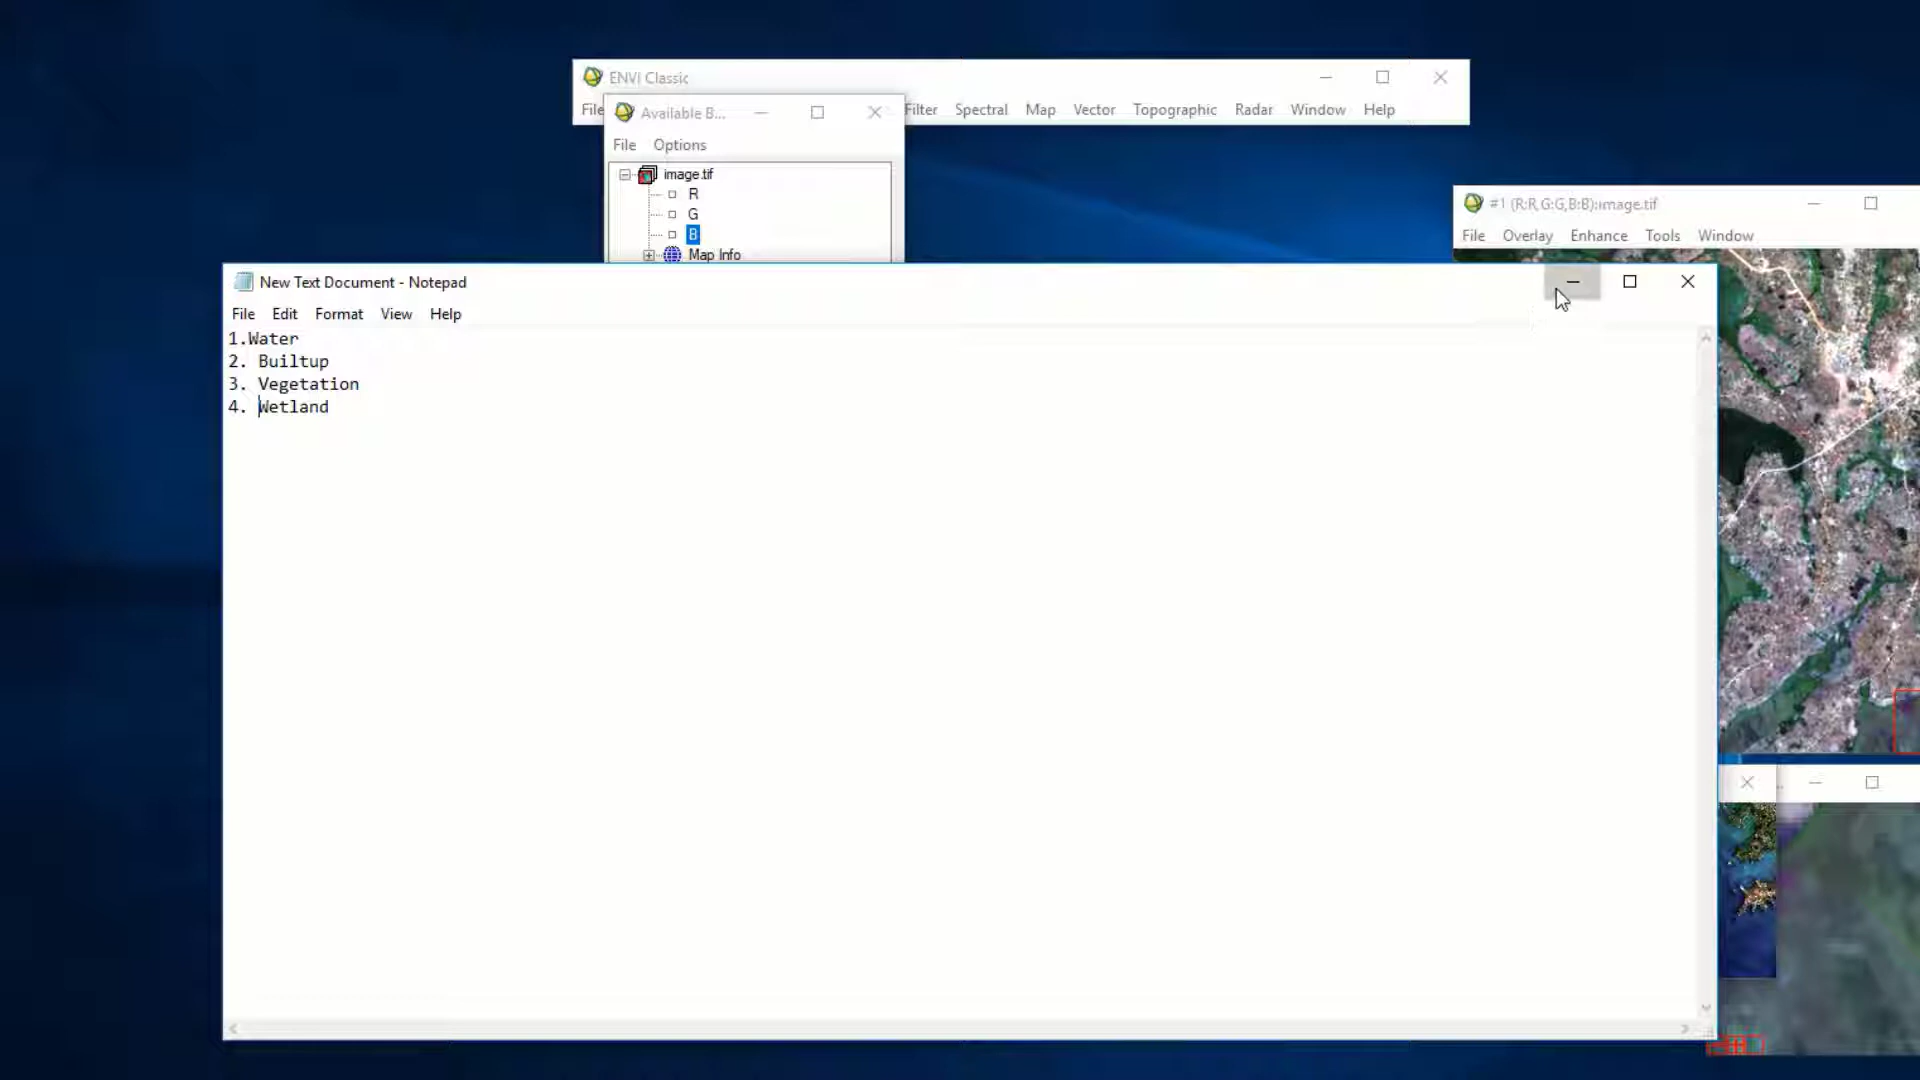 ENVI Classic
File
Filter Spectral Map Vector Topographic Radar Window Help
Available B...
File Options
image.tif
R
G
B
Map Info
#1 (R:R,G:G,B:B):image.tif
File Overlay Enhance Tools Window
New Text Document - Notepad
File Edit Format View Help
1.Water
2. Builtup
3. Vegetation
4. Wetland